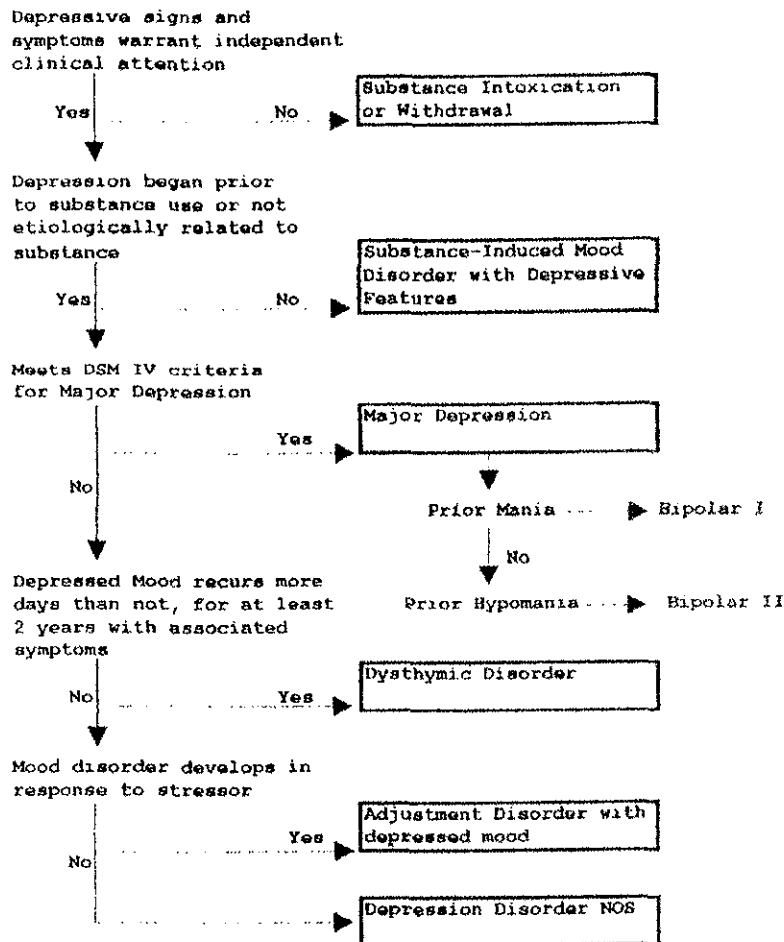 Depressive signs and
symptoms warrant independent
clinical attention
Yes
No
Substance Intoxication
or Withdrawal
Depression began prior
to substance use or not
etiologically related to
substance
Yes
No
Substance-Induced Mood
Disorder with Depressive
Features
Meets DSM IV criteria
for Major Depression
Yes
Major Depression
No
Prior Mania
Bipolar I
No
Depressed Mood recurs more
days than not, for at least
2 years with associated
symptoms
Prior Hypomania
Bipolar II
No
Yes
Dysthymic Disorder
Mood disorder develops in
response to stressor
Yes
Adjustment Disorder with
depressed mood
No
Depression Disorder NOS